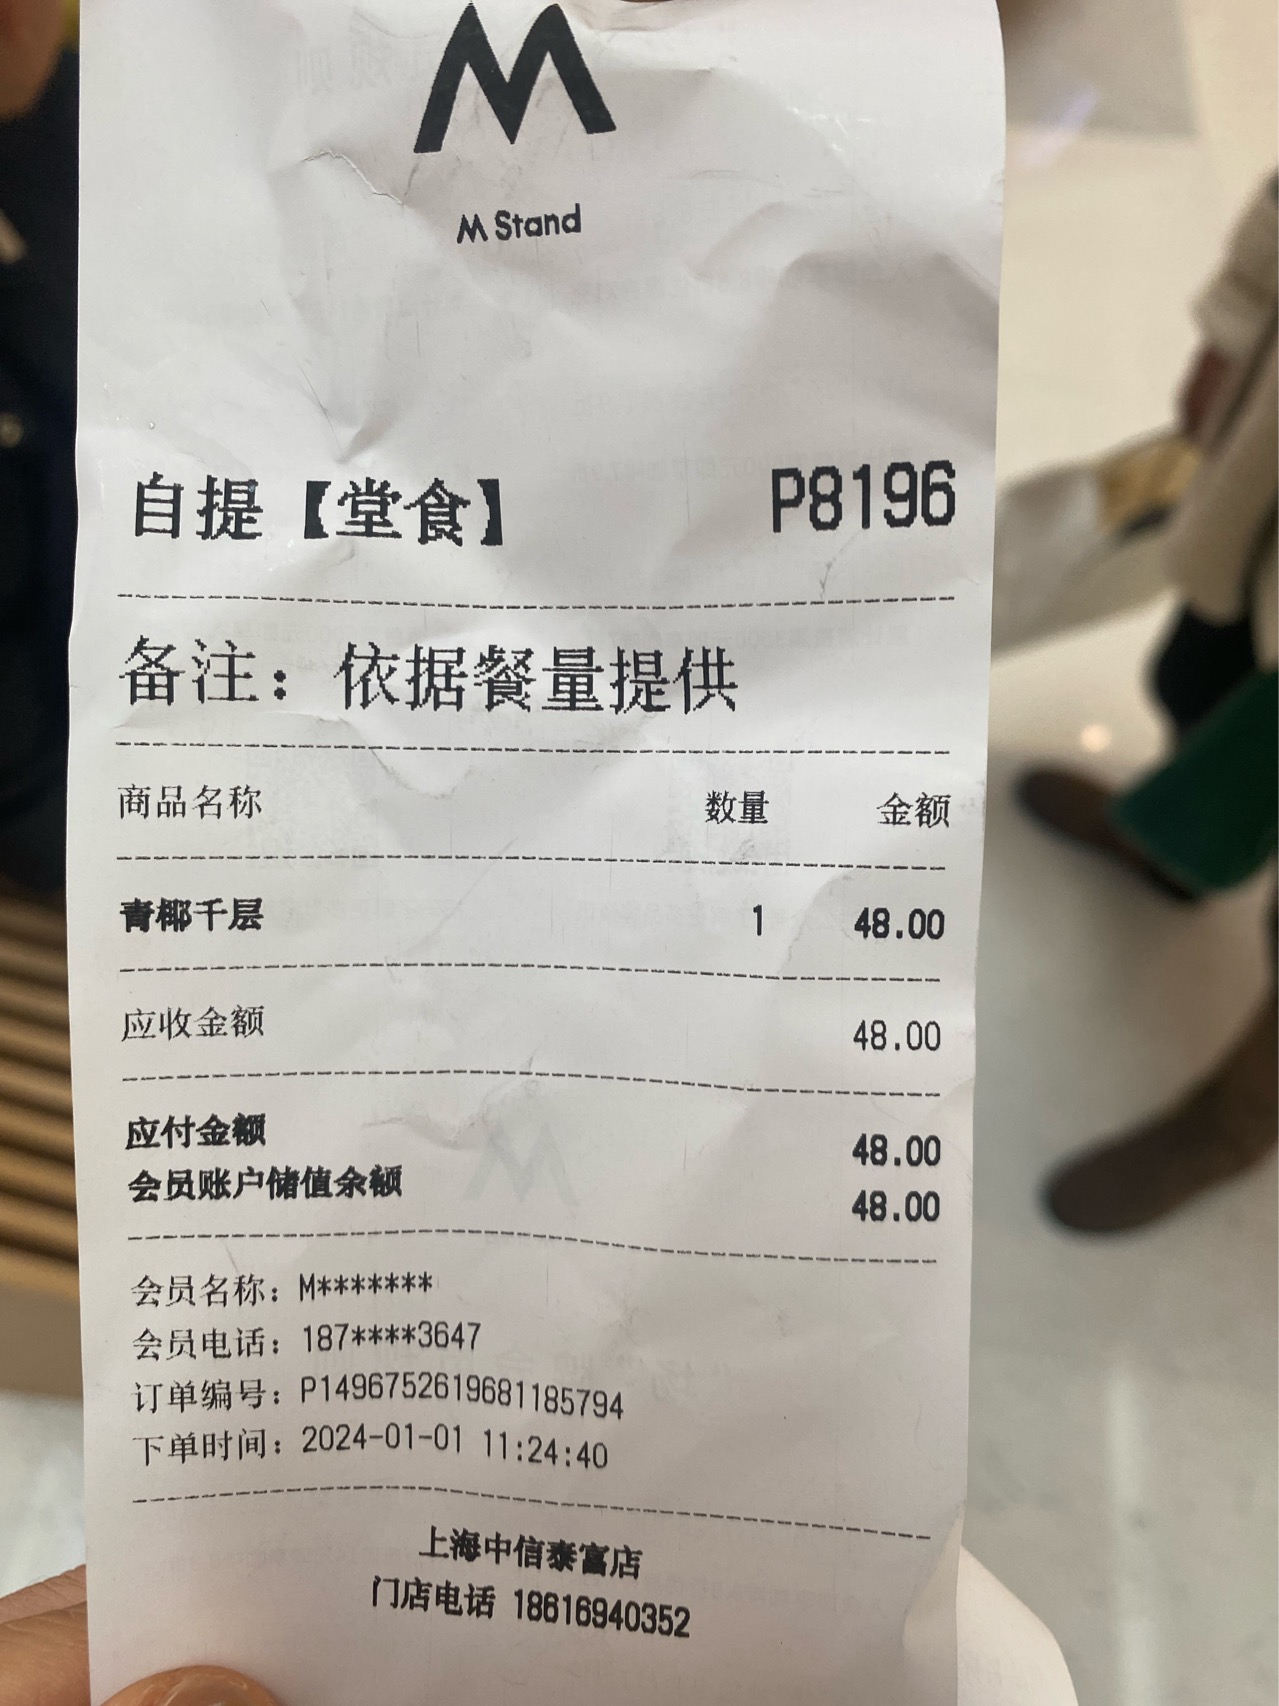 M
M Stand
自提【堂食】 P8196
备注：依据餐量提供
商品名称 数量 金额
青椰千层 1 48.00
应收金额 48.00
应付金额 48.00
会员账户储值余额 48.00
会员名称：M*******
会员电话：187****3647
订单编号：P1496752619681185794
下单时间：2024-01-01 11:24:40
上海中信泰富店
门店电话 18616940352